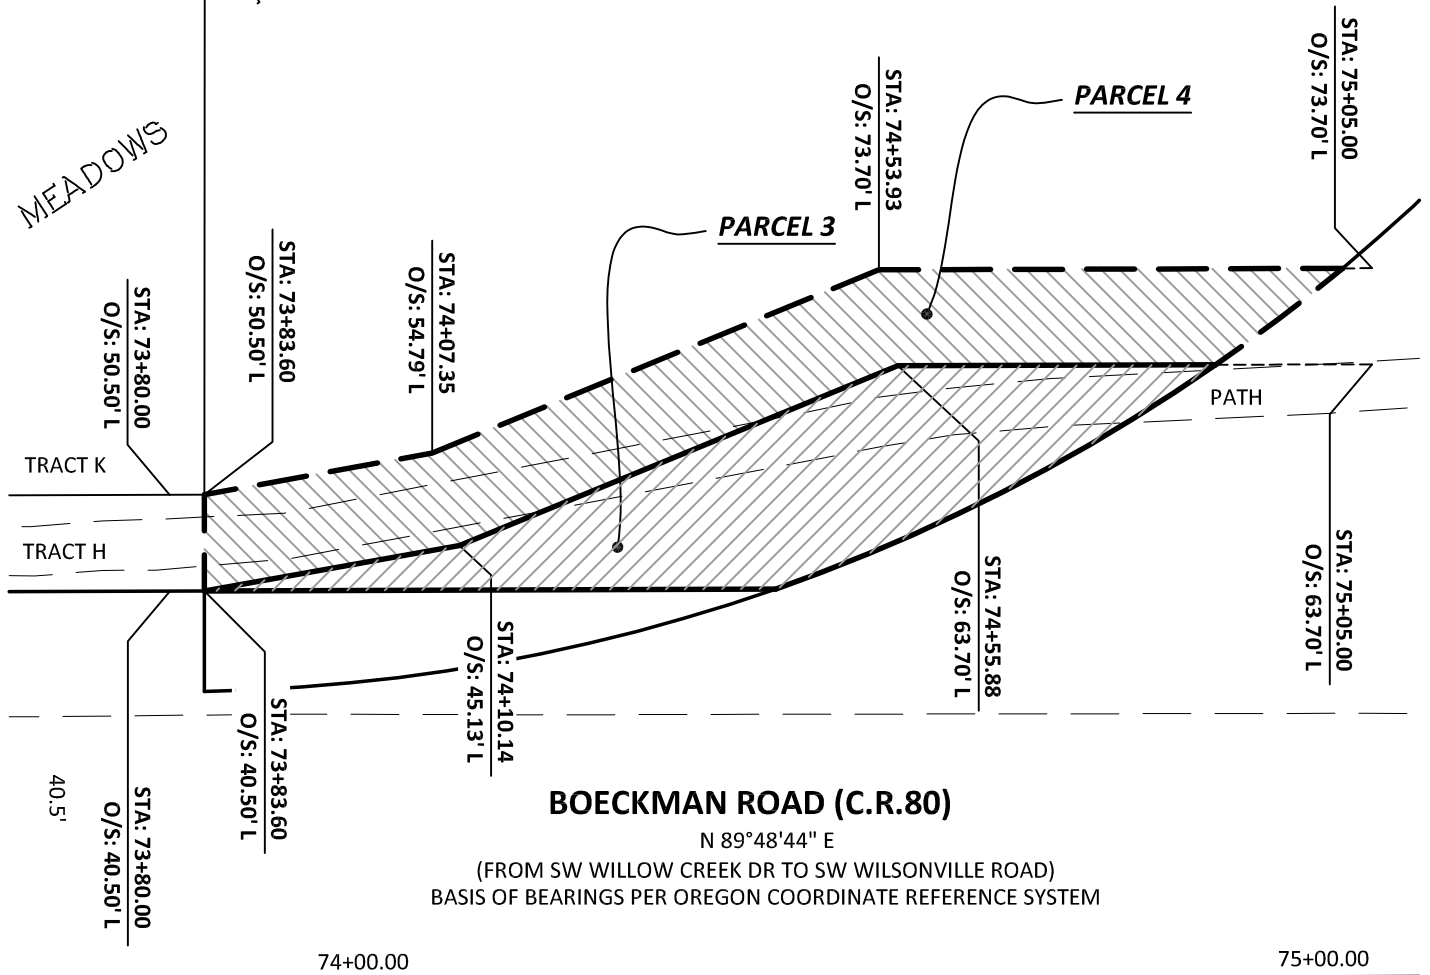 STA: 75+05.00
O/S: 73.70' L
STA: 74+53.93
O/S: 73.70' L
PARCEL 4
MEADOWS
PARCEL 3
STA: 73+83.60
O/S: 50.50' L
STA: 74+07.35
O/S: 54.79' L
STA: 73+80.00
O/S: 50.50' L
PATH
TRACT K
TRACT H
STA: 75+05.00
O/S: 63.70' L
STA: 74+55.88
O/S: 63.70' L
STA: 74+10.14
O/S: 45.13' L
STA: 73+83.60
O/S: 40.50' L
40.5'
STA: 73+80.00
O/S: 40.50' L
BOECKMAN ROAD (C.R.80)
N 89°48'44" E
(FROM SW WILLOW CREEK DR TO SW WILSONVILLE ROAD)
BASIS OF BEARINGS PER OREGON COORDINATE REFERENCE SYSTEM
74+00.00
75+00.00